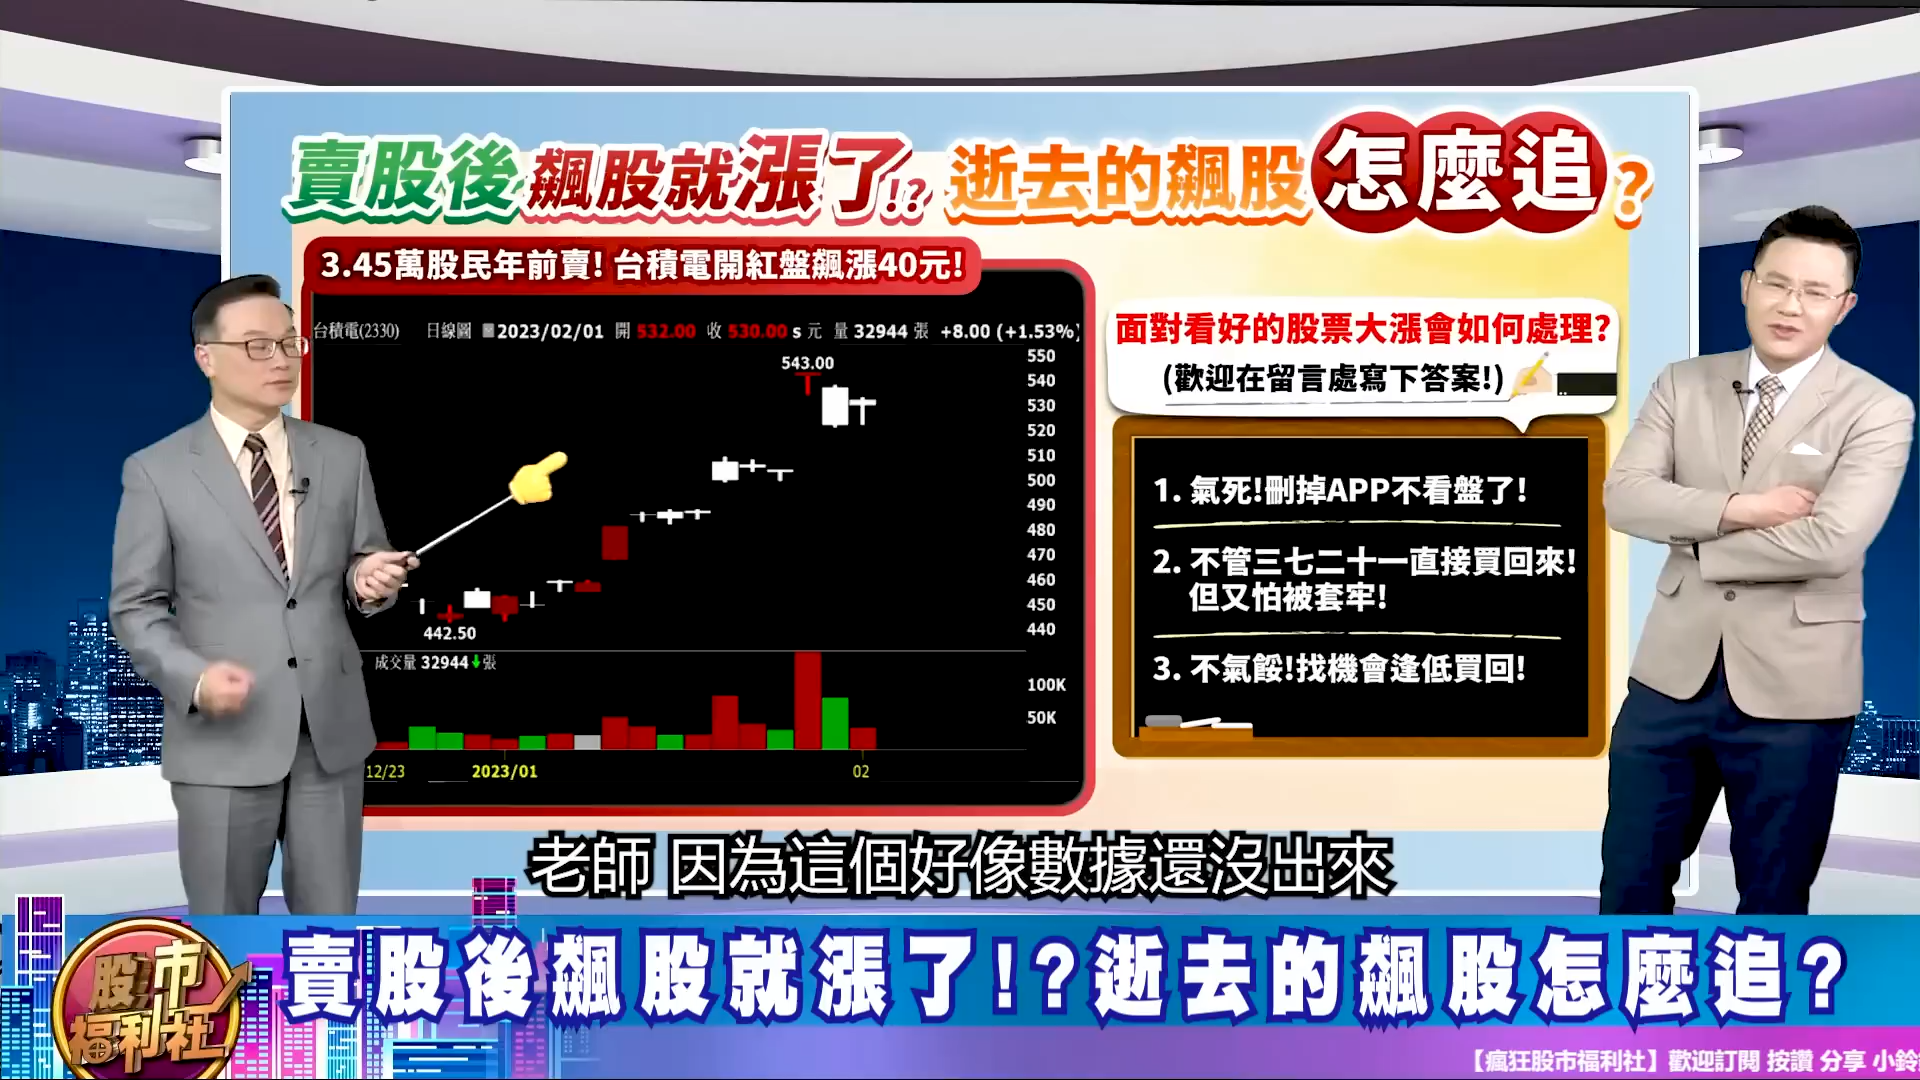 賣股後飆股就漲了!? 逝去的飆股怎麼追?
3.45萬股民年前賣! 台積電開紅盤飆漲40元!
台積電(2330) 日線圖 2023/02/01 開 532.00 收 530.00 s 元 量 32944 張 +8.00 (+1.53%)
543.00
550
540
530
520
510
500
490
480
470
460
450
440
442.50
成交量 32944 張
100K
50K
12/23 2023/01 02
面對看好的股票大漲會如何處理?
(歡迎在留言處寫下答案!)
1. 氣死!刪掉APP不看盤了!
2. 不管三七二十一直接買回來!
但又怕被套牢!
3. 不氣餒!找機會逢低買回!
老師 因為這個好像數據還沒出來
股市
福利社
賣股後飆股就漲了!?逝去的飆股怎麼追?
【瘋狂股市福利社】歡迎訂閱 按讚 分享 小鈴